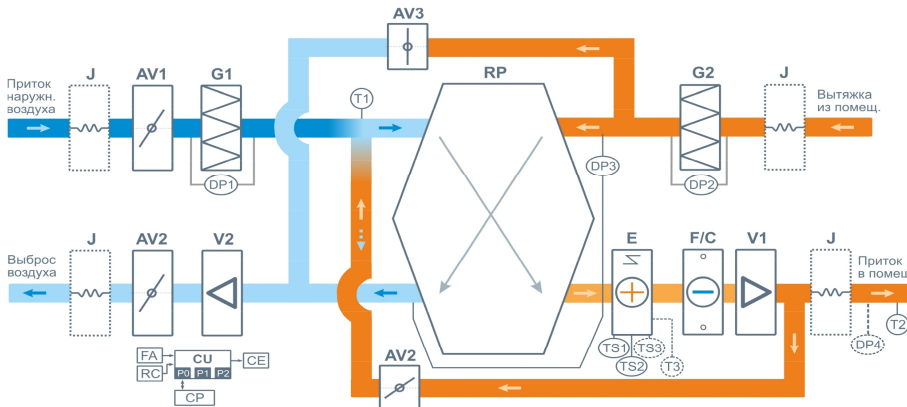 AV3
J
AV1
G1
RP
G2
J
Приток
наружн.
воздуха
T1
Вытяжка
из помещ.
DP1
DP3
DP2
J
AV2
V2
E
F/C
V1
J
Выброс
воздуха
Приток
в помещ.
TS1
TS3
TS2
T3
DP4
T2
FA
CU
CE
RC
P0 P1 P2
CP
AV2